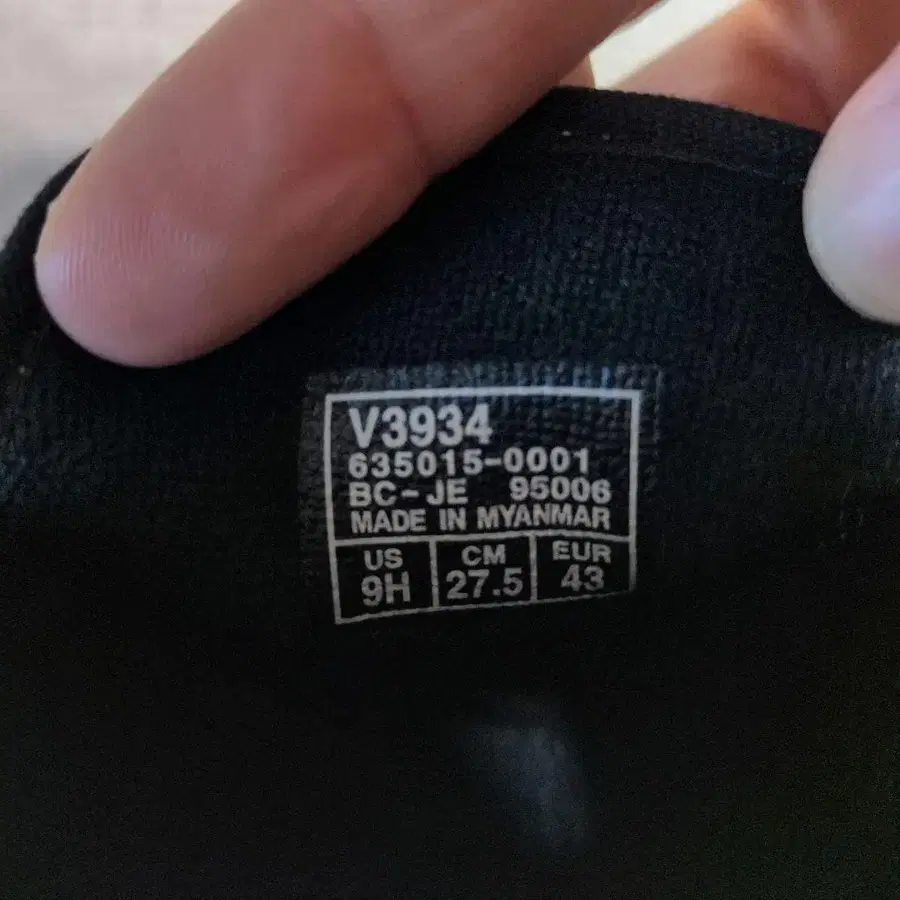 V3934
635015-0001
BC-JE 95006
MADE IN MYANMAR
US CM EUR
9H 27.5 43